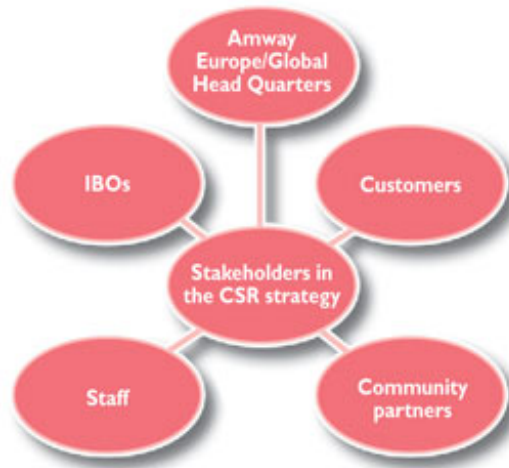 Amway
Europe/Global
Head Quarters
IBOs
Customers
Stakeholders in
the CSR strategy
Staff
Community
partners